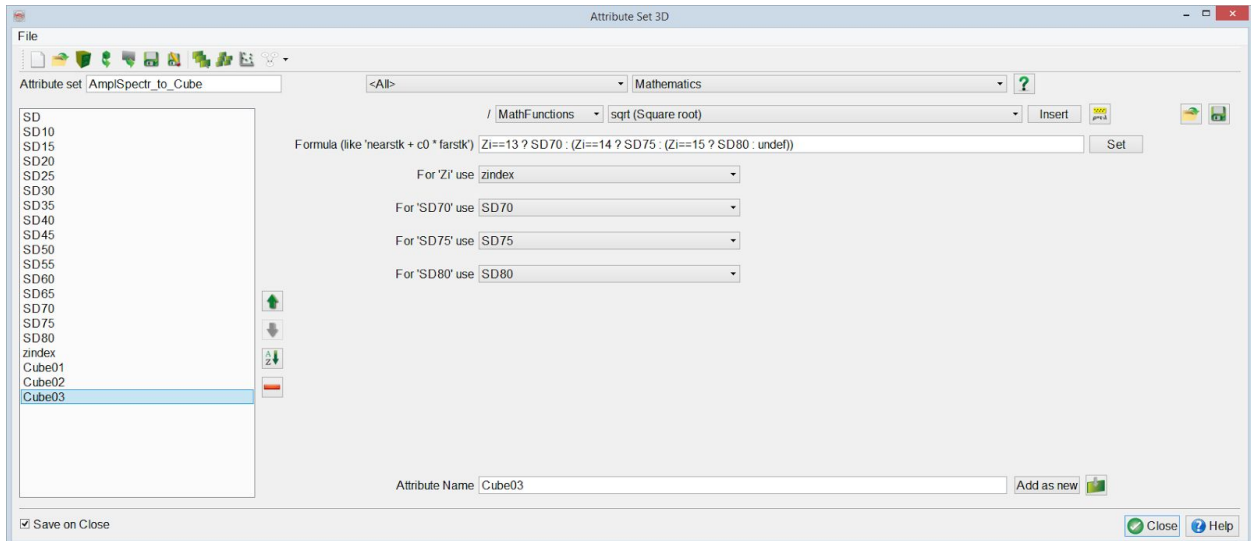 Attribute Set 3D
File
Attribute set AmplSpectr_to_Cube <All> Mathematics ?
/ MathFunctions sqrt (Square root) Insert
Formula (like 'nearstk + c0 * farstk') Zi==13 ? SD70 : (Zi==14 ? SD75 : (Zi==15 ? SD80 : undef)) Set
For 'Zi' use zindex
For 'SD70' use SD70
For 'SD75' use SD75
For 'SD80' use SD80
SD
SD10
SD15
SD20
SD25
SD30
SD35
SD40
SD45
SD50
SD55
SD60
SD65
SD70
SD75
SD80
zindex
Cube01
Cube02
Cube03
A
Z
Attribute Name Cube03 Add as new
Save on Close Close ? Help